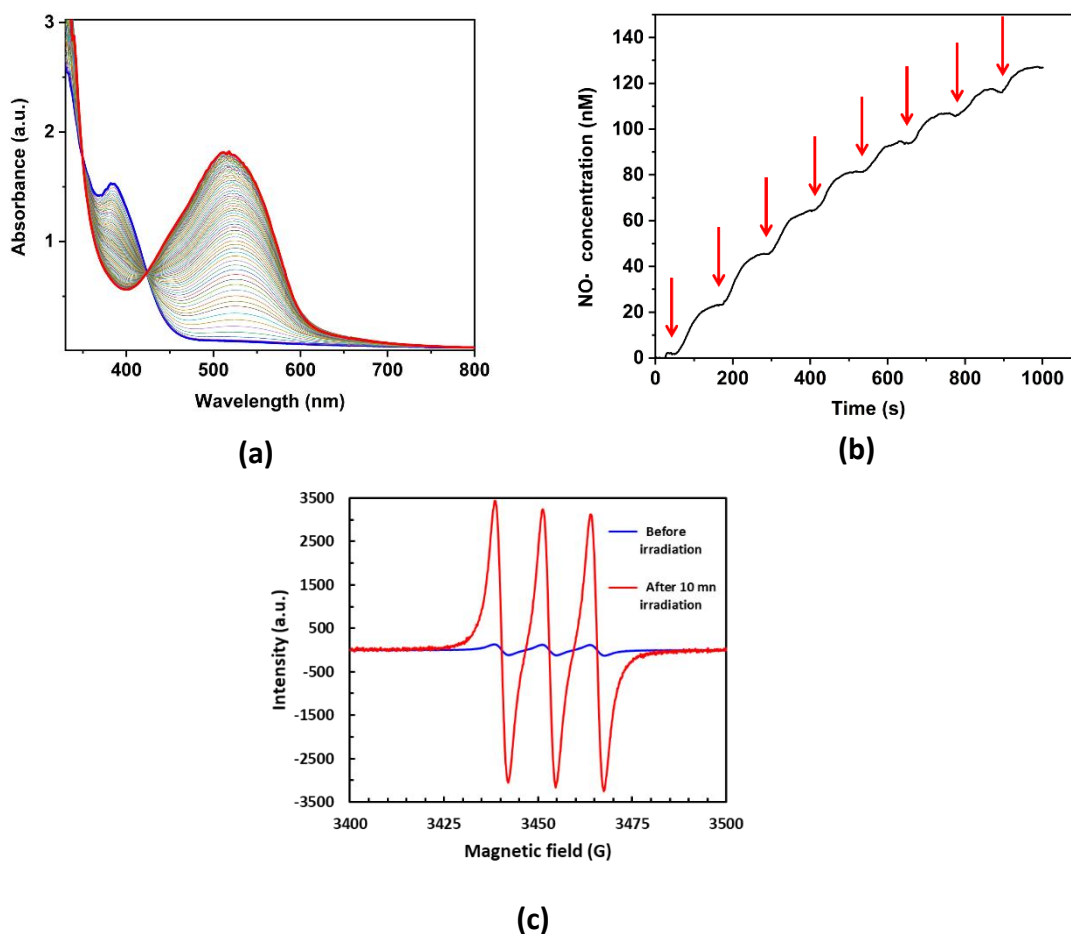 3
2
1
400
500
600
700
800
Absorbance (a.u.)
Wavelength (nm)
(a)
140
120
100
80
60
40
20
0
0
200
400
600
800
1000
NO· concentration (nM)
Time (s)
(b)
3500
2500
1500
500
-500
-1500
-2500
-3500
3400
3425
3450
3475
3500
Intensity (a.u.)
Magnetic field (G)
Before
irradiation
After 10 mn
irradiation
(c)